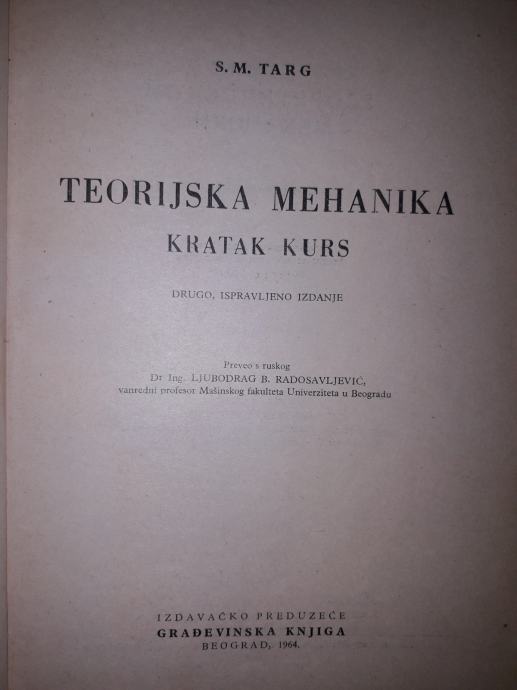 S. M. TARG
TEORIJSKA MEHANIKA
KRATAK KURS
DRUGO, ISPRAVLJENO IZDANJE
Preveo s ruskog
Dr Ing. LJUBODRAG B. RADOSAVLJEVIĆ,
vanredni profesor Mašinskog fakulteta Univerziteta u Beogradu
IZDAVAČKO PREDUZEĆE
GRAĐEVINSKA KNJIGA
BEOGRAD, 1964.